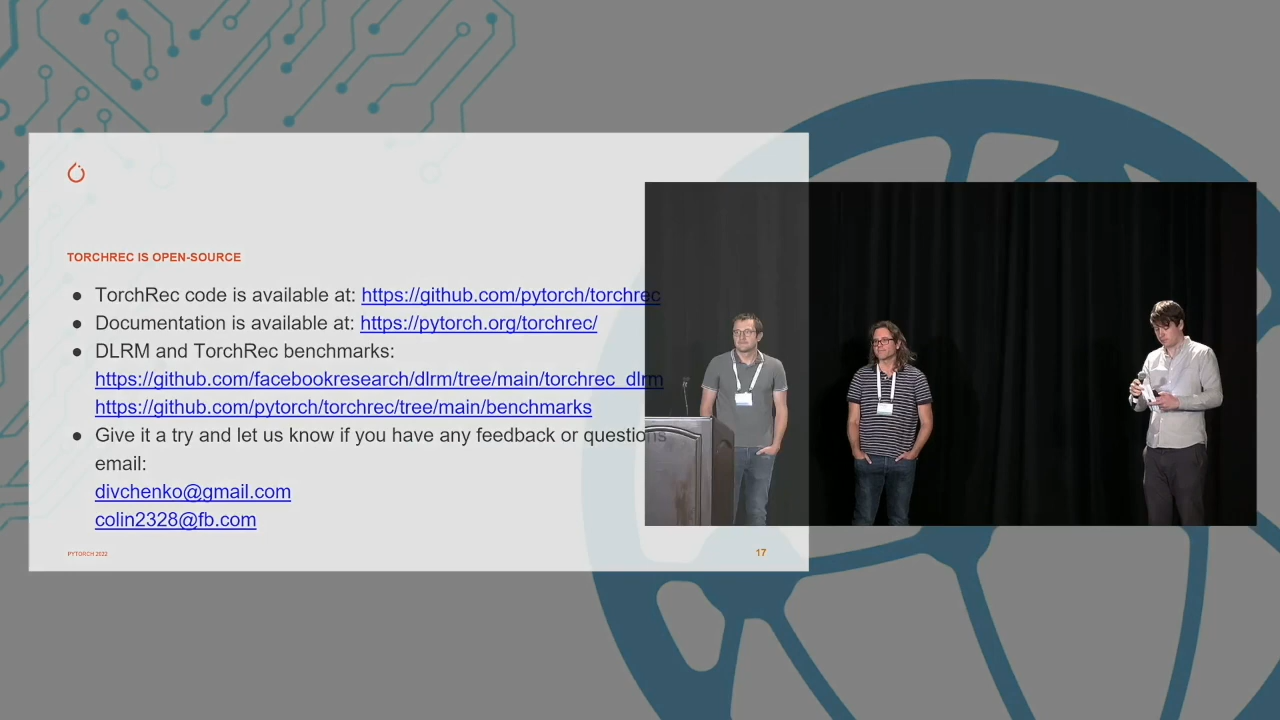 TORCHREC IS OPEN-SOURCE
● TorchRec code is available at: https://github.com/pytorch/torchrec
● Documentation is available at: https://pytorch.org/torchrec/
● DLRM and TorchRec benchmarks:
https://github.com/facebookresearch/dlrm/tree/main/torchrec_dlrm
https://github.com/pytorch/torchrec/tree/main/benchmarks
● Give it a try and let us know if you have any feedback or questions
email:
divchenko@gmail.com
colin2328@fb.com
PYTORCH 2022
17